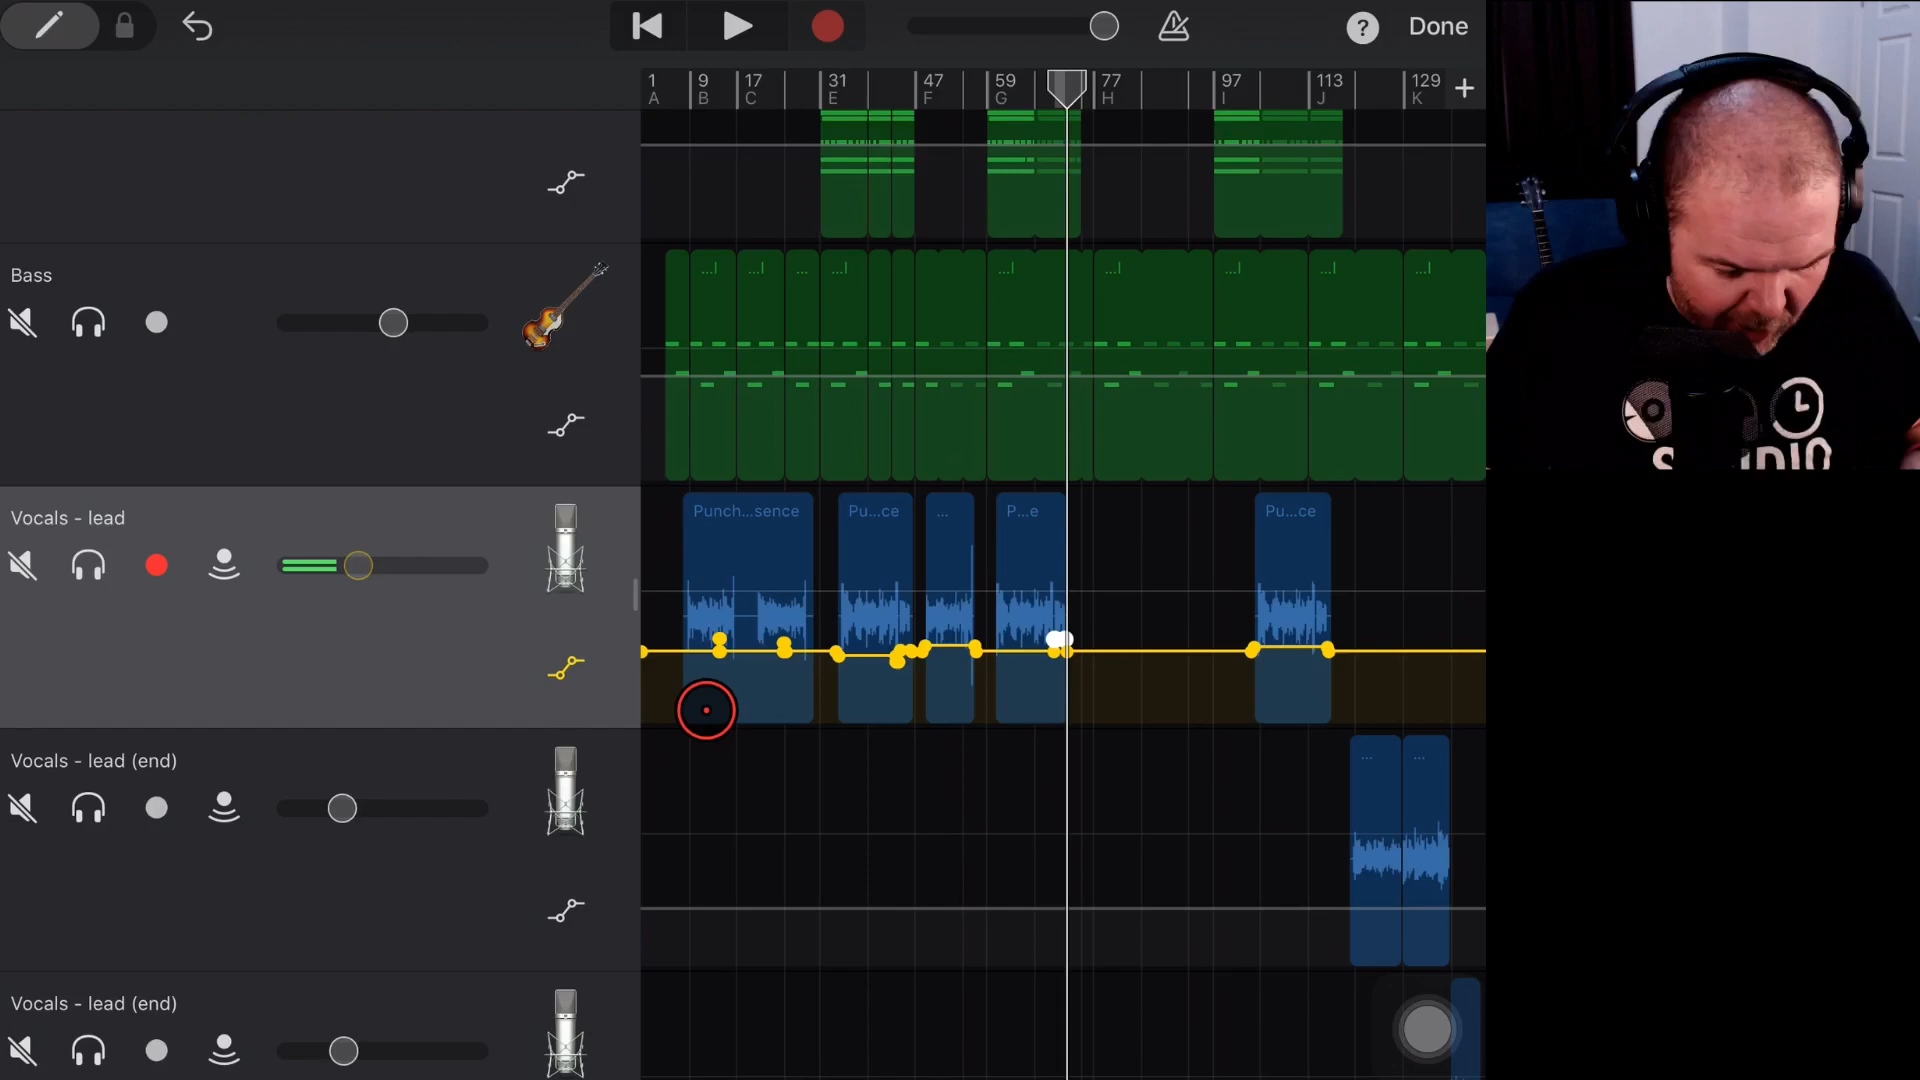 ? Done
1 9 17 31 47 59 77 97 113 129 +
A B C E F G H I J K
Bass
...l ...l ... ...l ...l ...l ...l ...l ...l
Vocals - lead
Punch...sence Pu...ce ... P...e Pu...ce
Vocals - lead (end)
... ...
Vocals - lead (end)